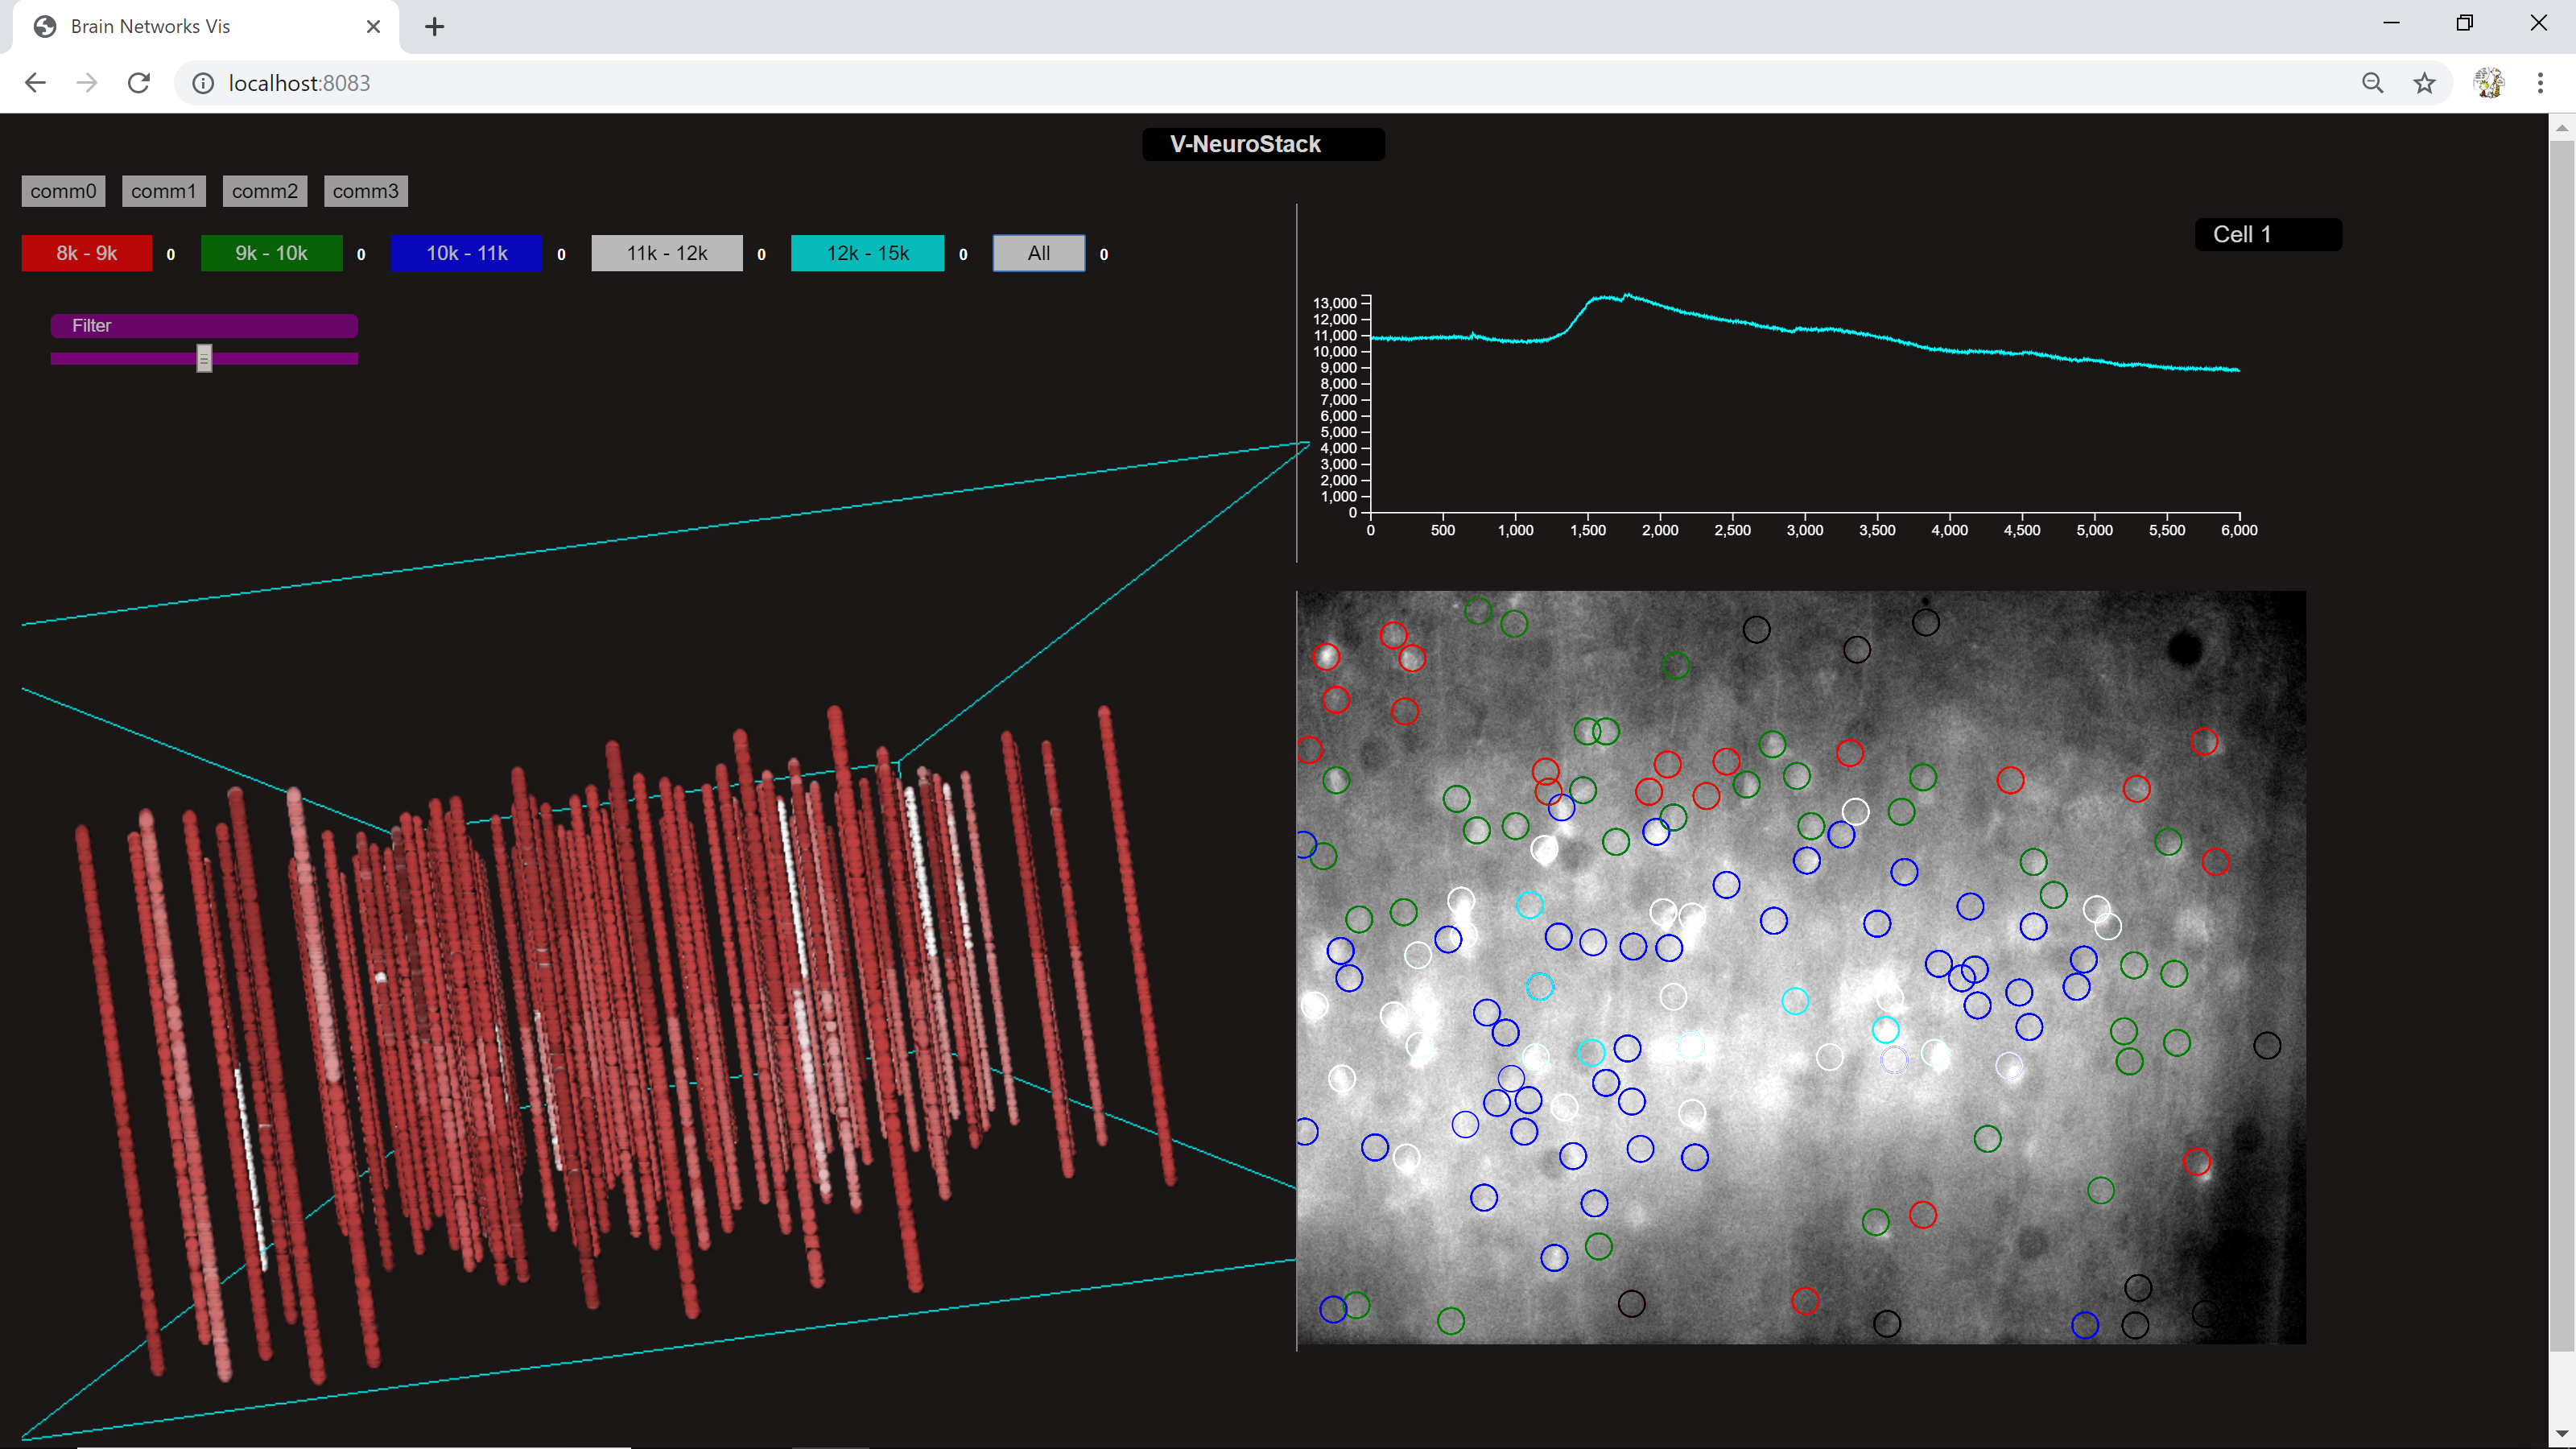 Brain Networks Vis
localhost:8083
V-NeuroStack
comm0 comm1 comm2 comm3
8k - 9k 0 9k - 10k 0 10k - 11k 0 11k - 12k 0 12k - 15k 0 All 0
Filter
Cell 1
13,000
12,000
11,000
10,000
9,000
8,000
7,000
6,000
5,000
4,000
3,000
2,000
1,000
0
0 500 1,000 1,500 2,000 2,500 3,000 3,500 4,000 4,500 5,000 5,500 6,000